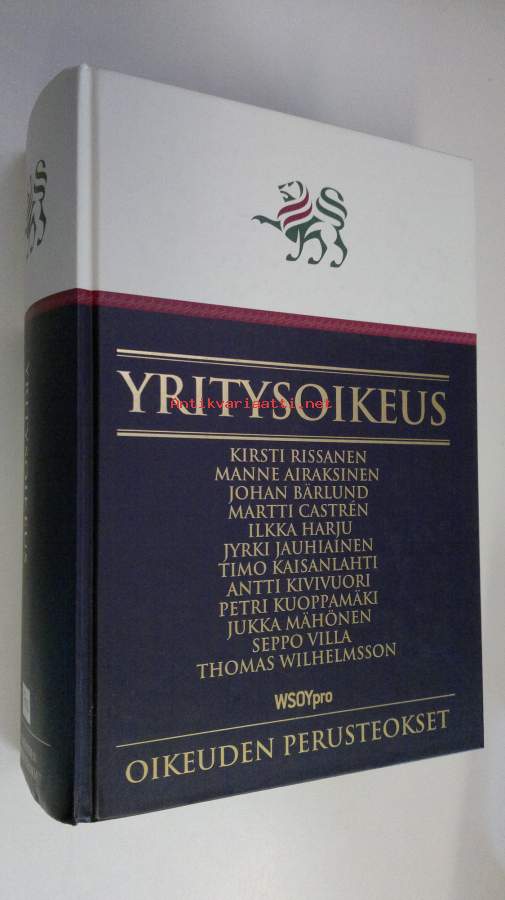 YRITYSOIKEUS
Antikvariaatti.net
KIRSTI RISSANEN
MANNE AIRAKSINEN
JOHAN BÄRLUND
MARTTI CASTRÉN
ILKKA HARJU
JYRKI JAUHIAINEN
TIMO KAISANLAHTI
ANTTI KIVIVUORI
PETRI KUOPPAMÄKI
JUKKA MÄHÖNEN
SEPPO VILLA
THOMAS WILHELMSSON
WSOYpro
OIKEUDEN PERUSTEOKSET
YRITYSOIKEUS